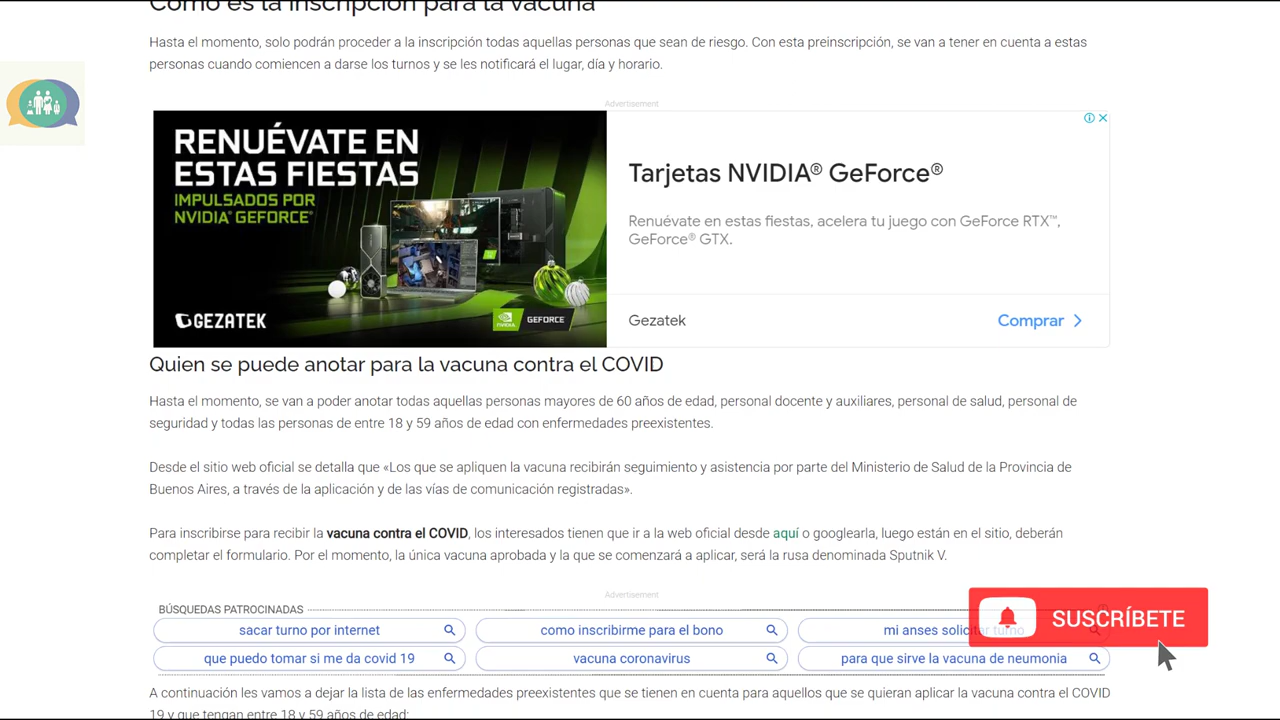 Cómo es la inscripción para la vacuna
Hasta el momento, solo podrán proceder a la inscripción todas aquellas personas que sean de riesgo. Con esta preinscripción, se van a tener en cuenta a estas
personas cuando comiencen a darse los turnos y se les notificará el lugar, día y horario.
Advertisement
RENUÉVATE EN
ESTAS FIESTAS
IMPULSADOS POR
NVIDIA® GEFORCE®
GEZATEK
NVIDIA
GEFORCE
Tarjetas NVIDIA® GeForce®
Renuévate en estas fiestas, acelera tu juego con GeForce RTX™,
GeForce® GTX.
Gezatek
Comprar
Quien se puede anotar para la vacuna contra el COVID
Hasta el momento, se van a poder anotar todas aquellas personas mayores de 60 años de edad, personal docente y auxiliares, personal de salud, personal de
seguridad y todas las personas de entre 18 y 59 años de edad con enfermedades preexistentes.
Desde el sitio web oficial se detalla que «Los que se apliquen la vacuna recibirán seguimiento y asistencia por parte del Ministerio de Salud de la Provincia de
Buenos Aires, a través de la aplicación y de las vías de comunicación registradas».
Para inscribirse para recibir la vacuna contra el COVID, los interesados tienen que ir a la web oficial desde aquí o googlearla, luego están en el sitio, deberán
completar el formulario. Por el momento, la única vacuna aprobada y la que se comenzará a aplicar, será la rusa denominada Sputnik V.
Advertisement
BÚSQUEDAS PATROCINADAS
sacar turno por internet
como inscribirme para el bono
mi anses solicitar turno
SUSCRÍBETE
que puedo tomar si me da covid 19
vacuna coronavirus
para que sirve la vacuna de neumonia
A continuación les vamos a dejar la lista de las enfermedades preexistentes que se tienen en cuenta para aquellos que se quieran aplicar la vacuna contra el COVID
19 y que tengan entre 18 y 59 años de edad: